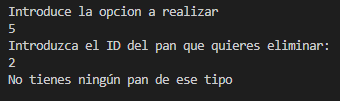 Introduce la opcion a realizar
5
Introduzca el ID del pan que quieres eliminar:
2
No tienes ningún pan de ese tipo